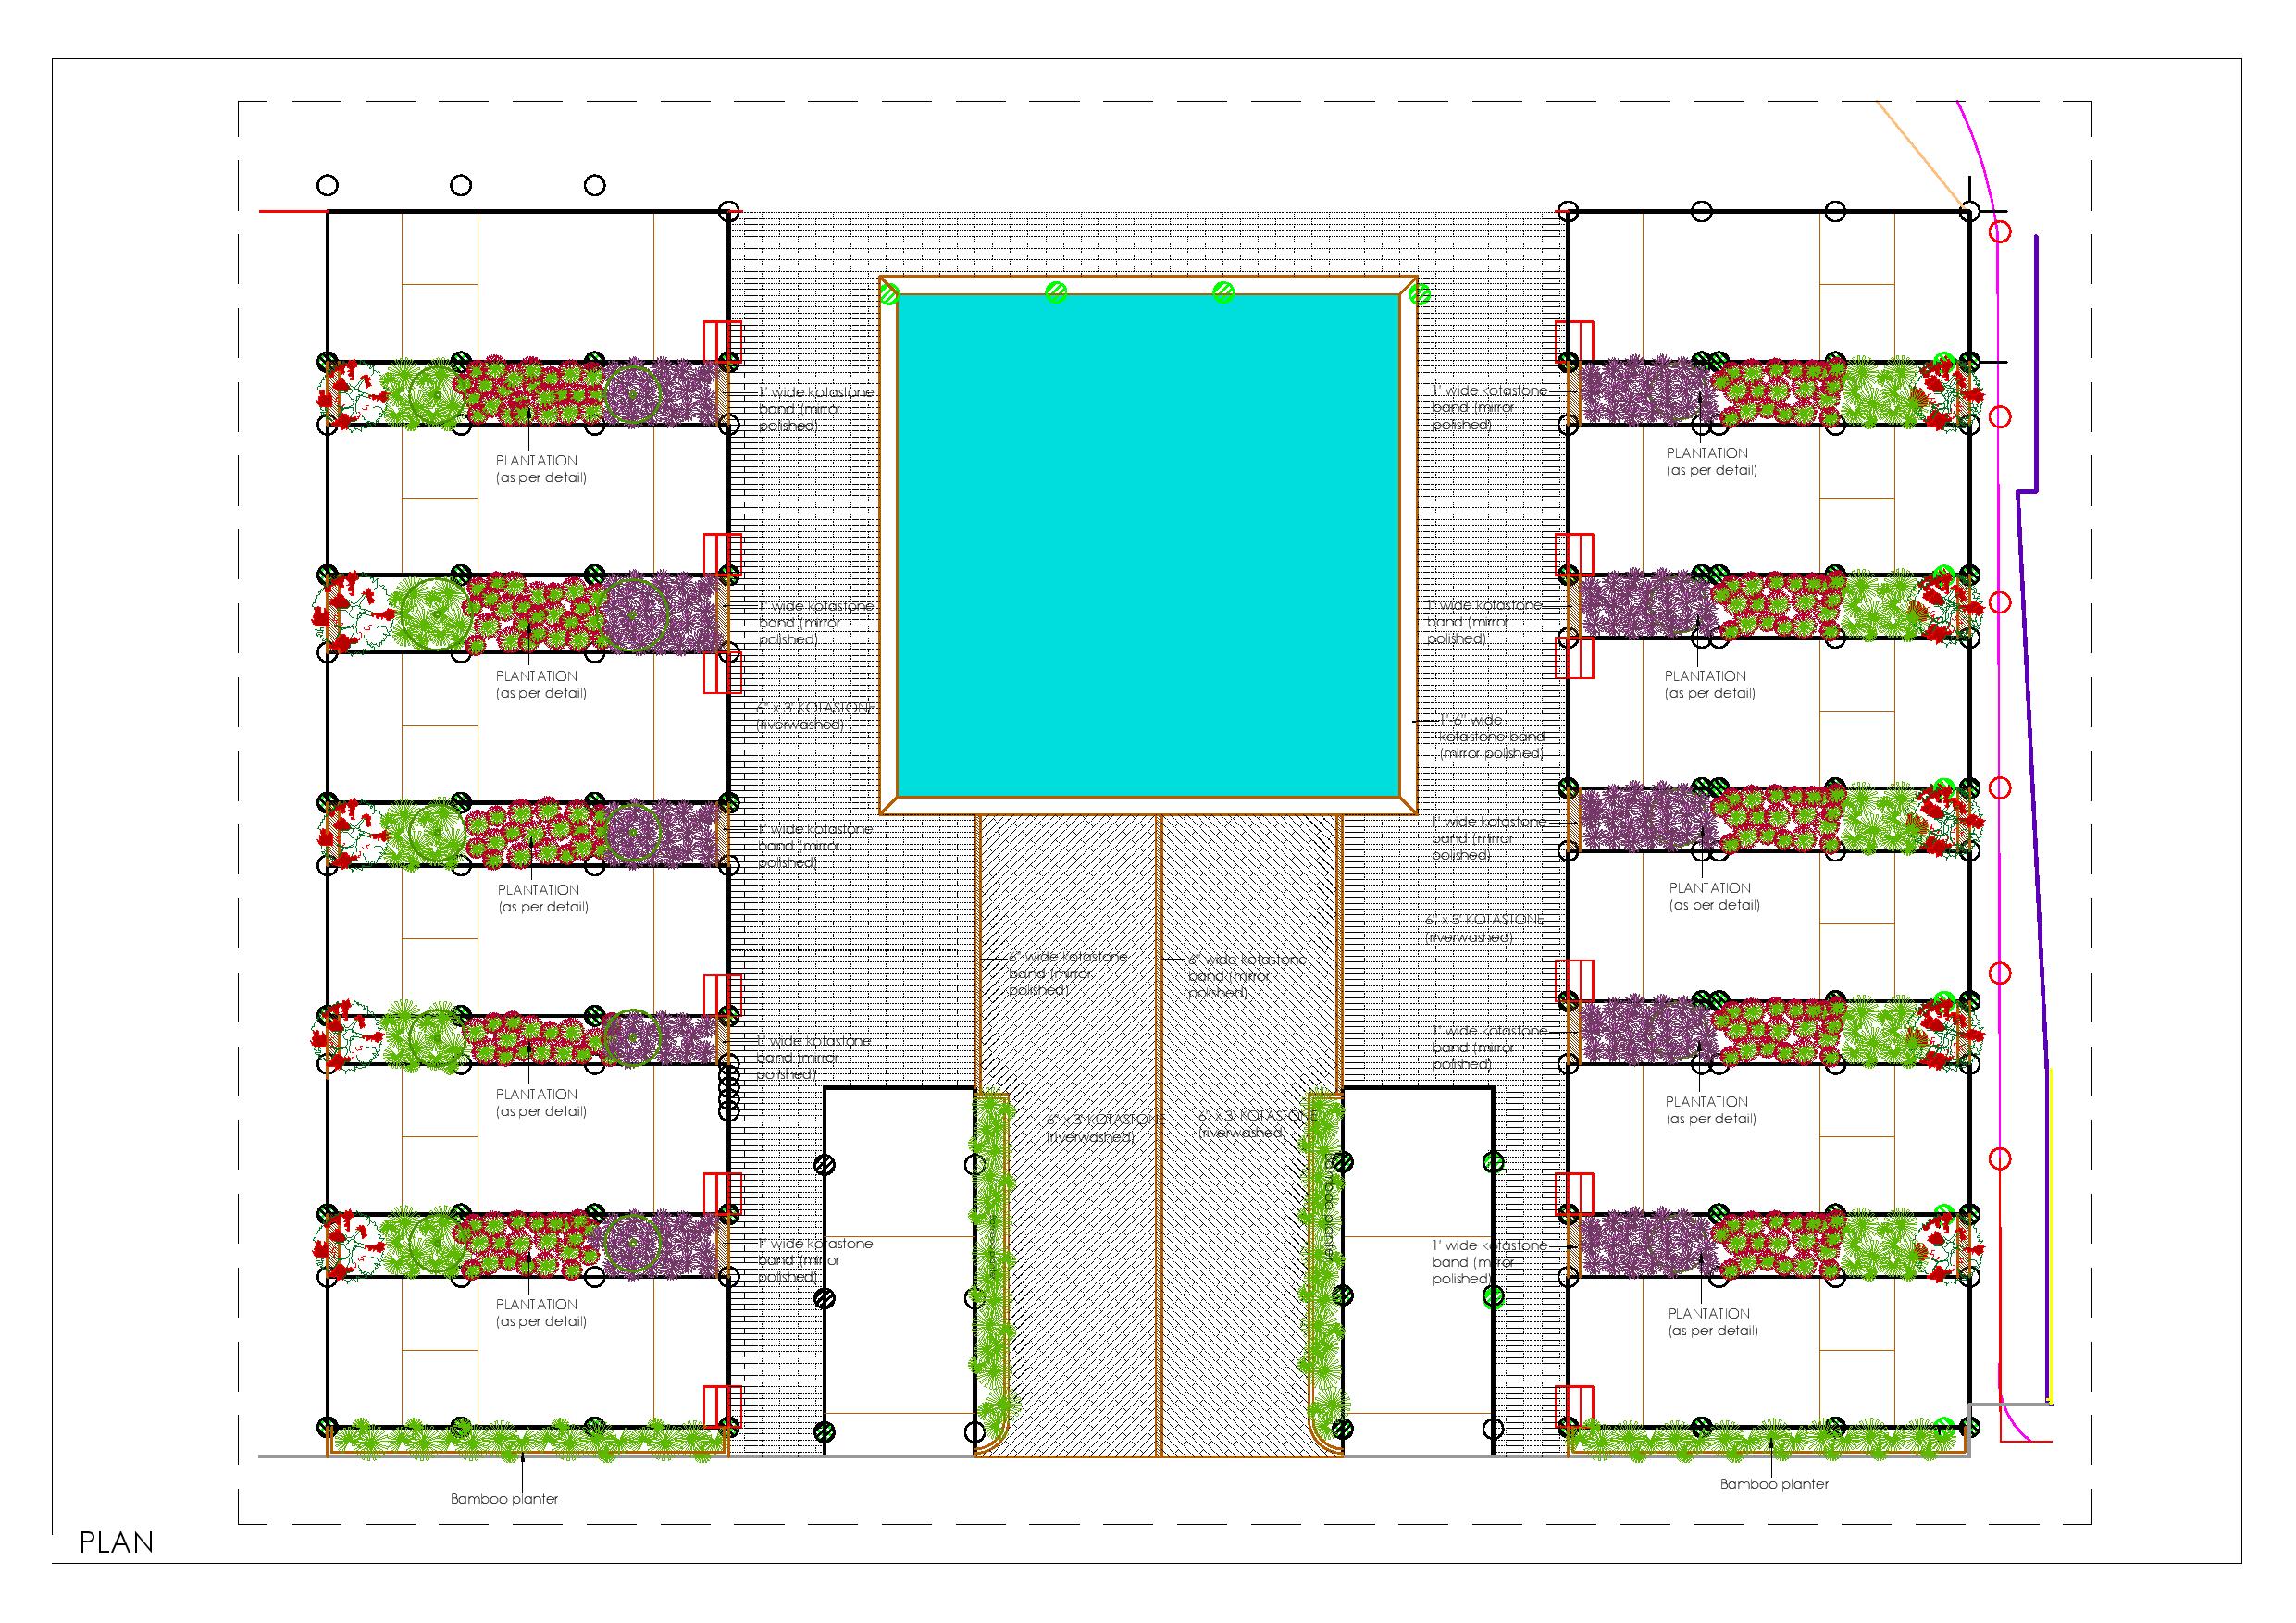 1' wide kotastone
band (mirror
polished)
1' wide kotastone
band (mirror
polished)
PLANTATION
(as per detail)
PLANTATION
(as per detail)
1' wide kotastone
band (mirror
polished)
1' wide kotastone
band (mirror
polished)
PLANTATION
(as per detail)
PLANTATION
(as per detail)
6" x 3' KOTASTONE
(riverwashed)
1'-6" wide
kotastone band
(mirror polished)
1' wide kotastone
band (mirror
polished)
1' wide kotastone
band (mirror
polished)
PLANTATION
(as per detail)
PLANTATION
(as per detail)
6" x 3' KOTASTONE
(riverwashed)
6" wide kotastone
band (mirror
polished)
6" wide kotastone
band (mirror
polished)
1' wide kotastone
band (mirror
polished)
1' wide kotastone
band (mirror
polished)
PLANTATION
(as per detail)
PLANTATION
(as per detail)
6" x 3' KOTASTONE
(riverwashed)
6" x 3' KOTASTONE
(riverwashed)
1' wide kotastone
band (mirror
polished)
1' wide kotastone
band (mirror
polished)
PLANTATION
(as per detail)
PLANTATION
(as per detail)
Bamboo planter
Bamboo planter
PLAN